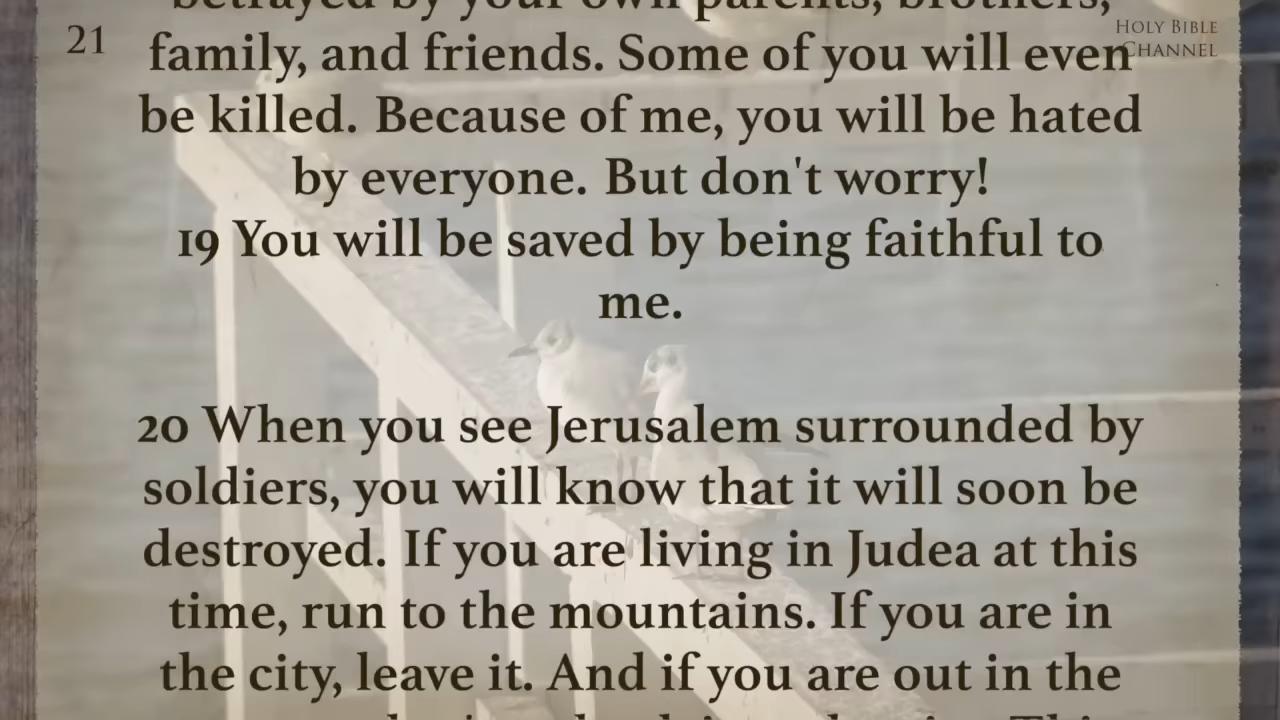 betrayed by your own parents, brothers,
21
HOLY BIBLE
CHANNEL
family, and friends. Some of you will even
be killed. Because of me, you will be hated
by everyone. But don't worry!
19 You will be saved by being faithful to
me.
20 When you see Jerusalem surrounded by
soldiers, you will know that it will soon be
destroyed. If you are living in Judea at this
time, run to the mountains. If you are in
the city, leave it. And if you are out in the